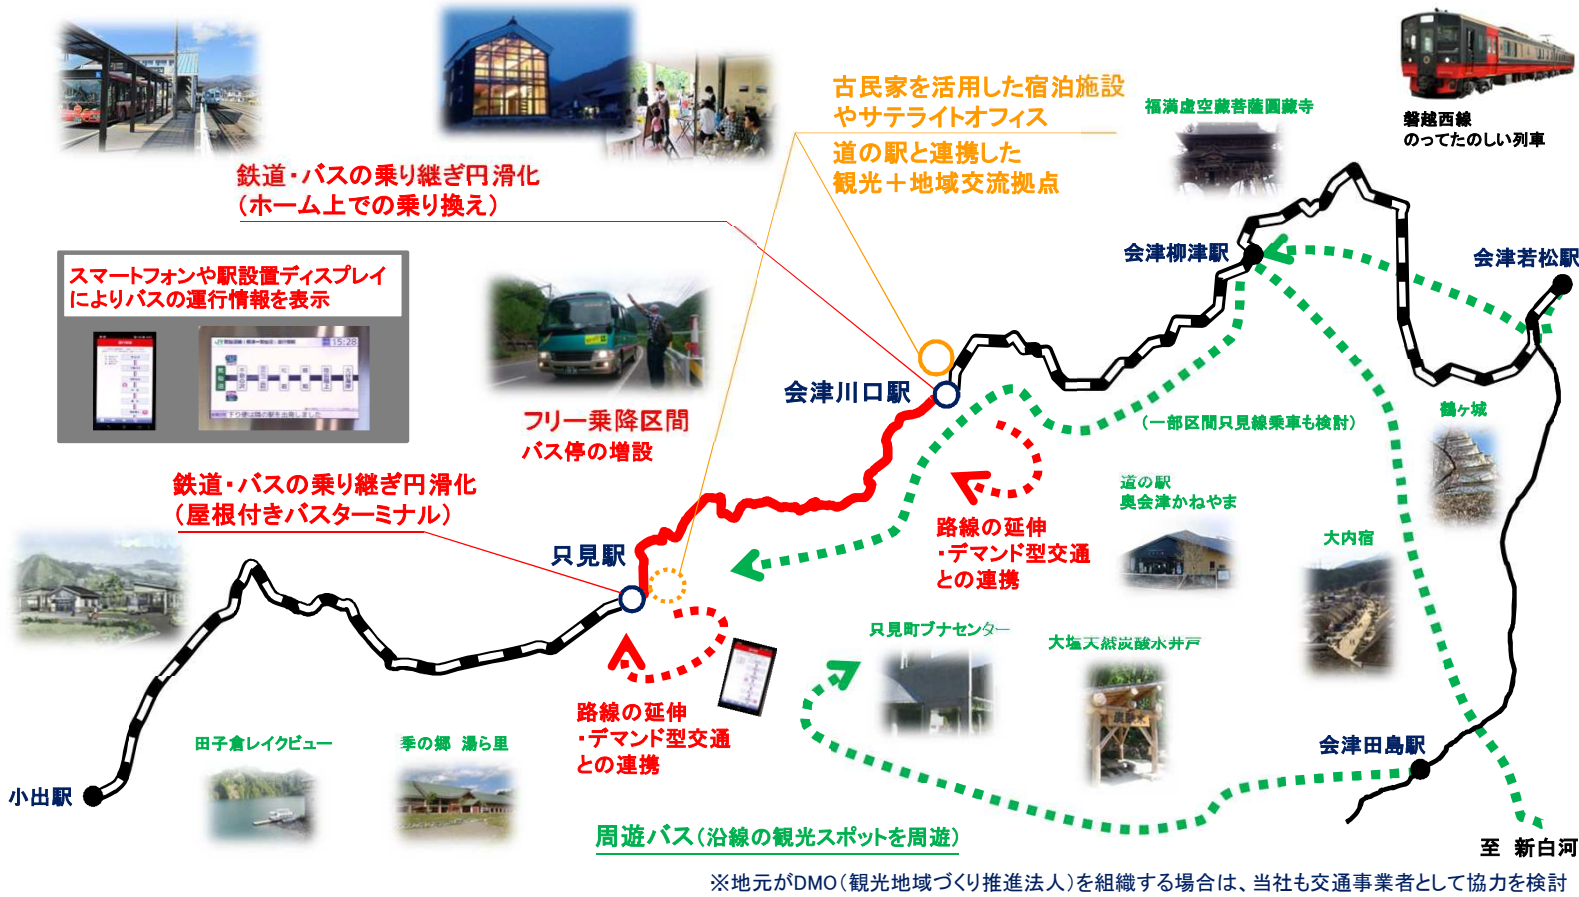 古民家を活用した宿泊施設
やサテライトオフィス
道の駅と連携した
観光+地域交流拠点
福満虚空藏菩薩圓藏寺
磐越西線
のってたのしい列車
鉄道・バスの乗り継ぎ円滑化
(ホーム上での乗り換え)
会津柳津駅
会津若松駅
スマートフォンや駅設置ディスプレイ
によりバスの運行情報を表示
15:28
会津川口駅
フリー乗降区間
バス停の増設
(一部区間只見線乗車も検討)
鶴ヶ城
鉄道・バスの乗り継ぎ円滑化
(屋根付きバスターミナル)
道の駅
奥会津かねやま
路線の延伸
・デマンド型交通
との連携
大内宿
只見駅
只見町ブナセンター
大塩天然炭酸水井戸
路線の延伸
・デマンド型交通
との連携
田子倉レイクビュー
季の郷 湯ら里
会津田島駅
小出駅
周遊バス(沿線の観光スポットを周遊)
至 新白河
※地元がDMO(観光地域づくり推進法人)を組織する場合は、当社も交通事業者として協力を検討